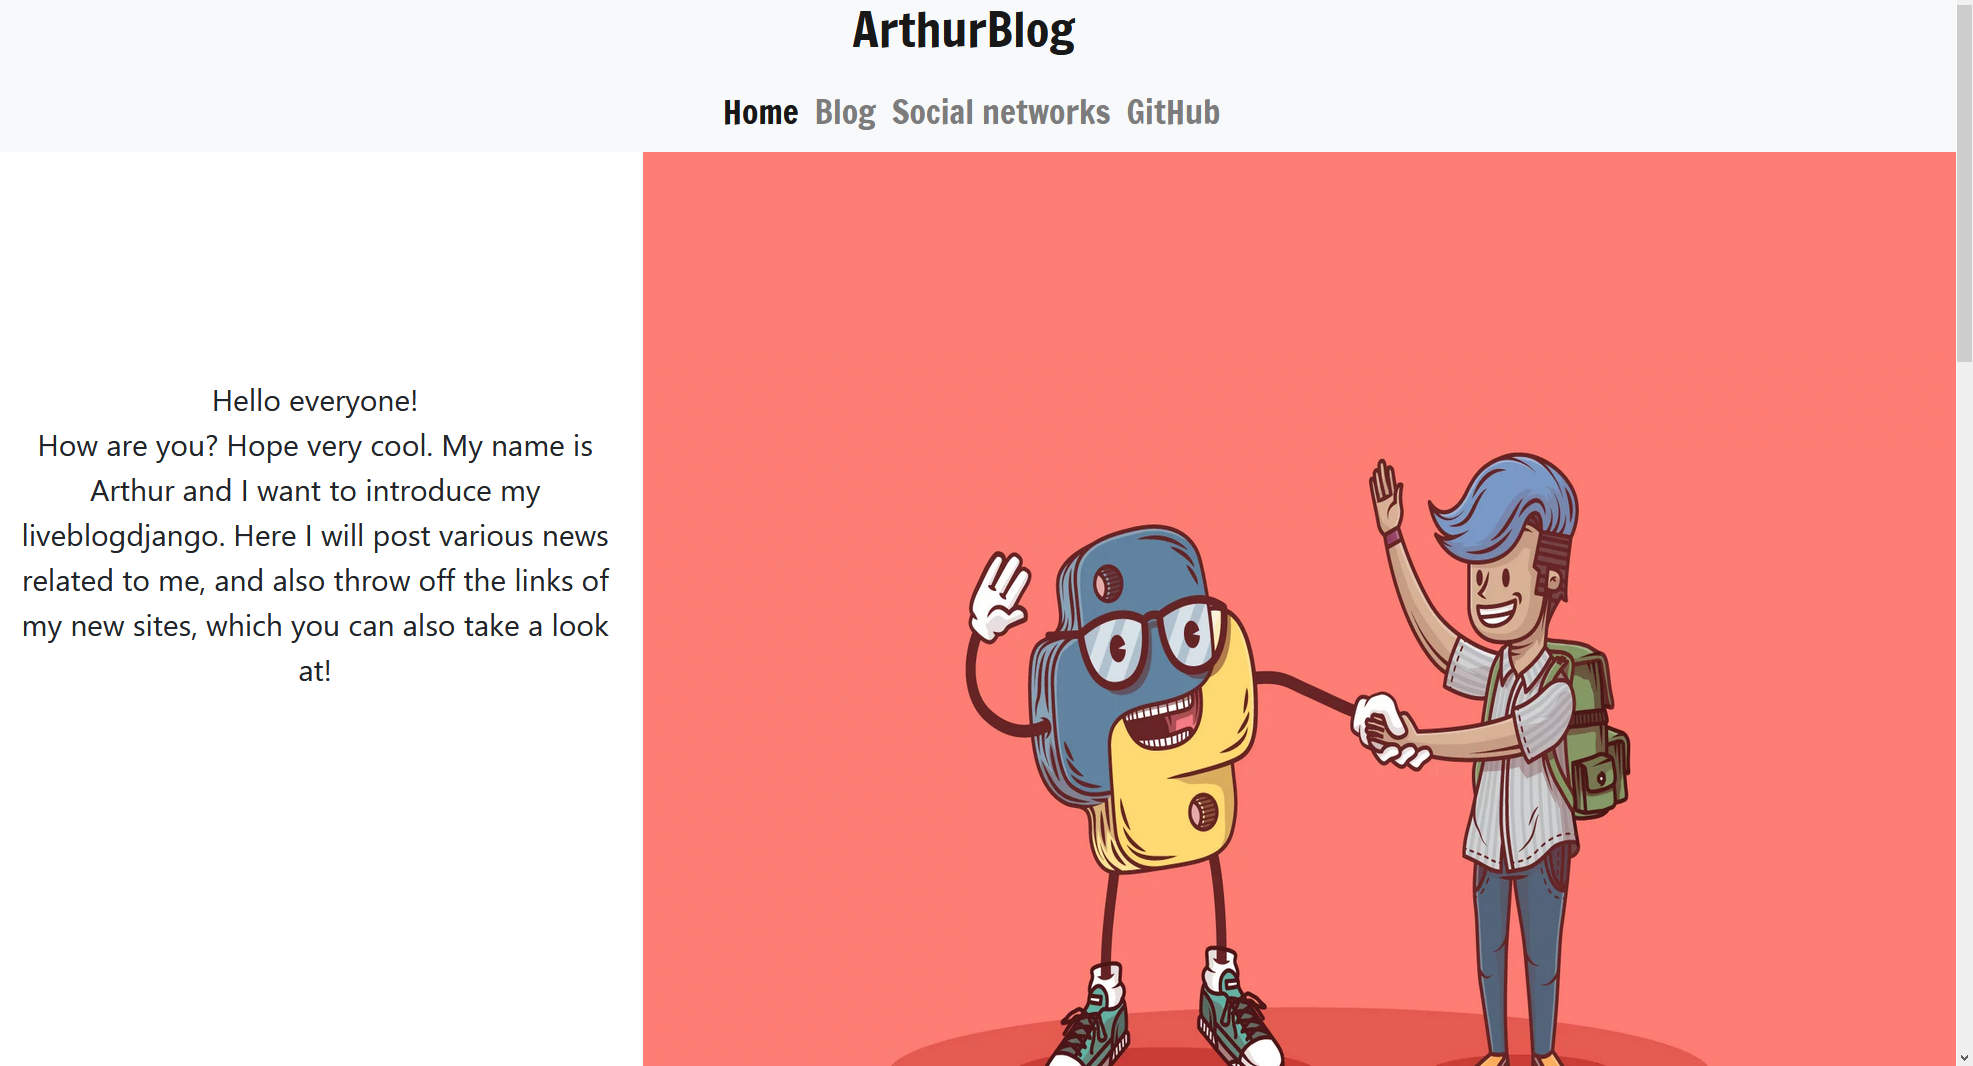 ArthurBlog
Home Blog Social networks GitHub
Hello everyone!
How are you? Hope very cool. My name is
Arthur and I want to introduce my
liveblogdjango. Here I will post various news
related to me, and also throw off the links of
my new sites, which you can also take a look
at!